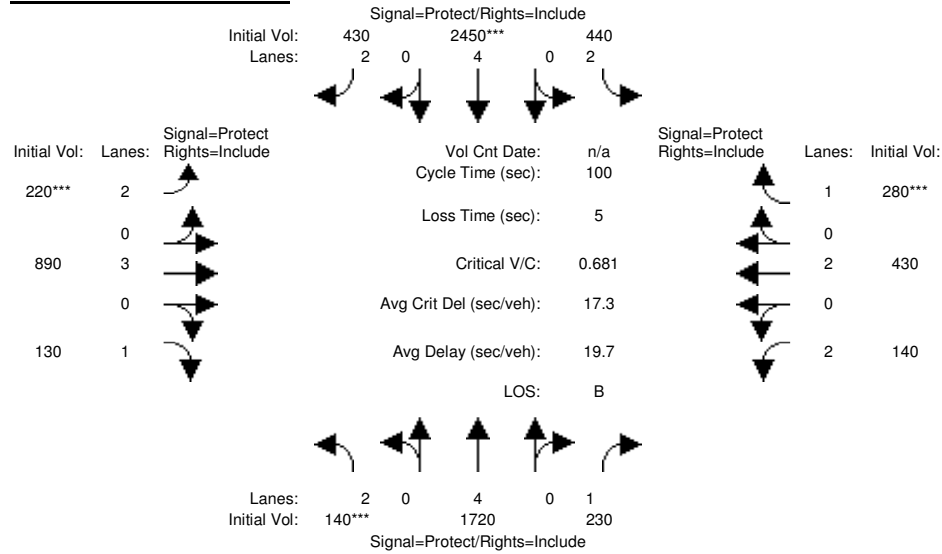 Signal=Protect/Rights=Include
Initial Vol: 430 2450*** 440
Lanes: 2 0 4 0 2
Signal=Protect
Initial Vol: Lanes: Rights=Include
Vol Cnt Date: n/a
Signal=Protect
Rights=Include Lanes: Initial Vol:
Cycle Time (sec): 100
220*** 2
1 280***
Loss Time (sec): 5
0
0
890 3
Critical V/C: 0.681
2 430
0
Avg Crit Del (sec/veh): 17.3
0
130 1
Avg Delay (sec/veh): 19.7
2 140
LOS: B
Lanes: 2 0 4 0 1
Initial Vol: 140*** 1720 230
Signal=Protect/Rights=Include